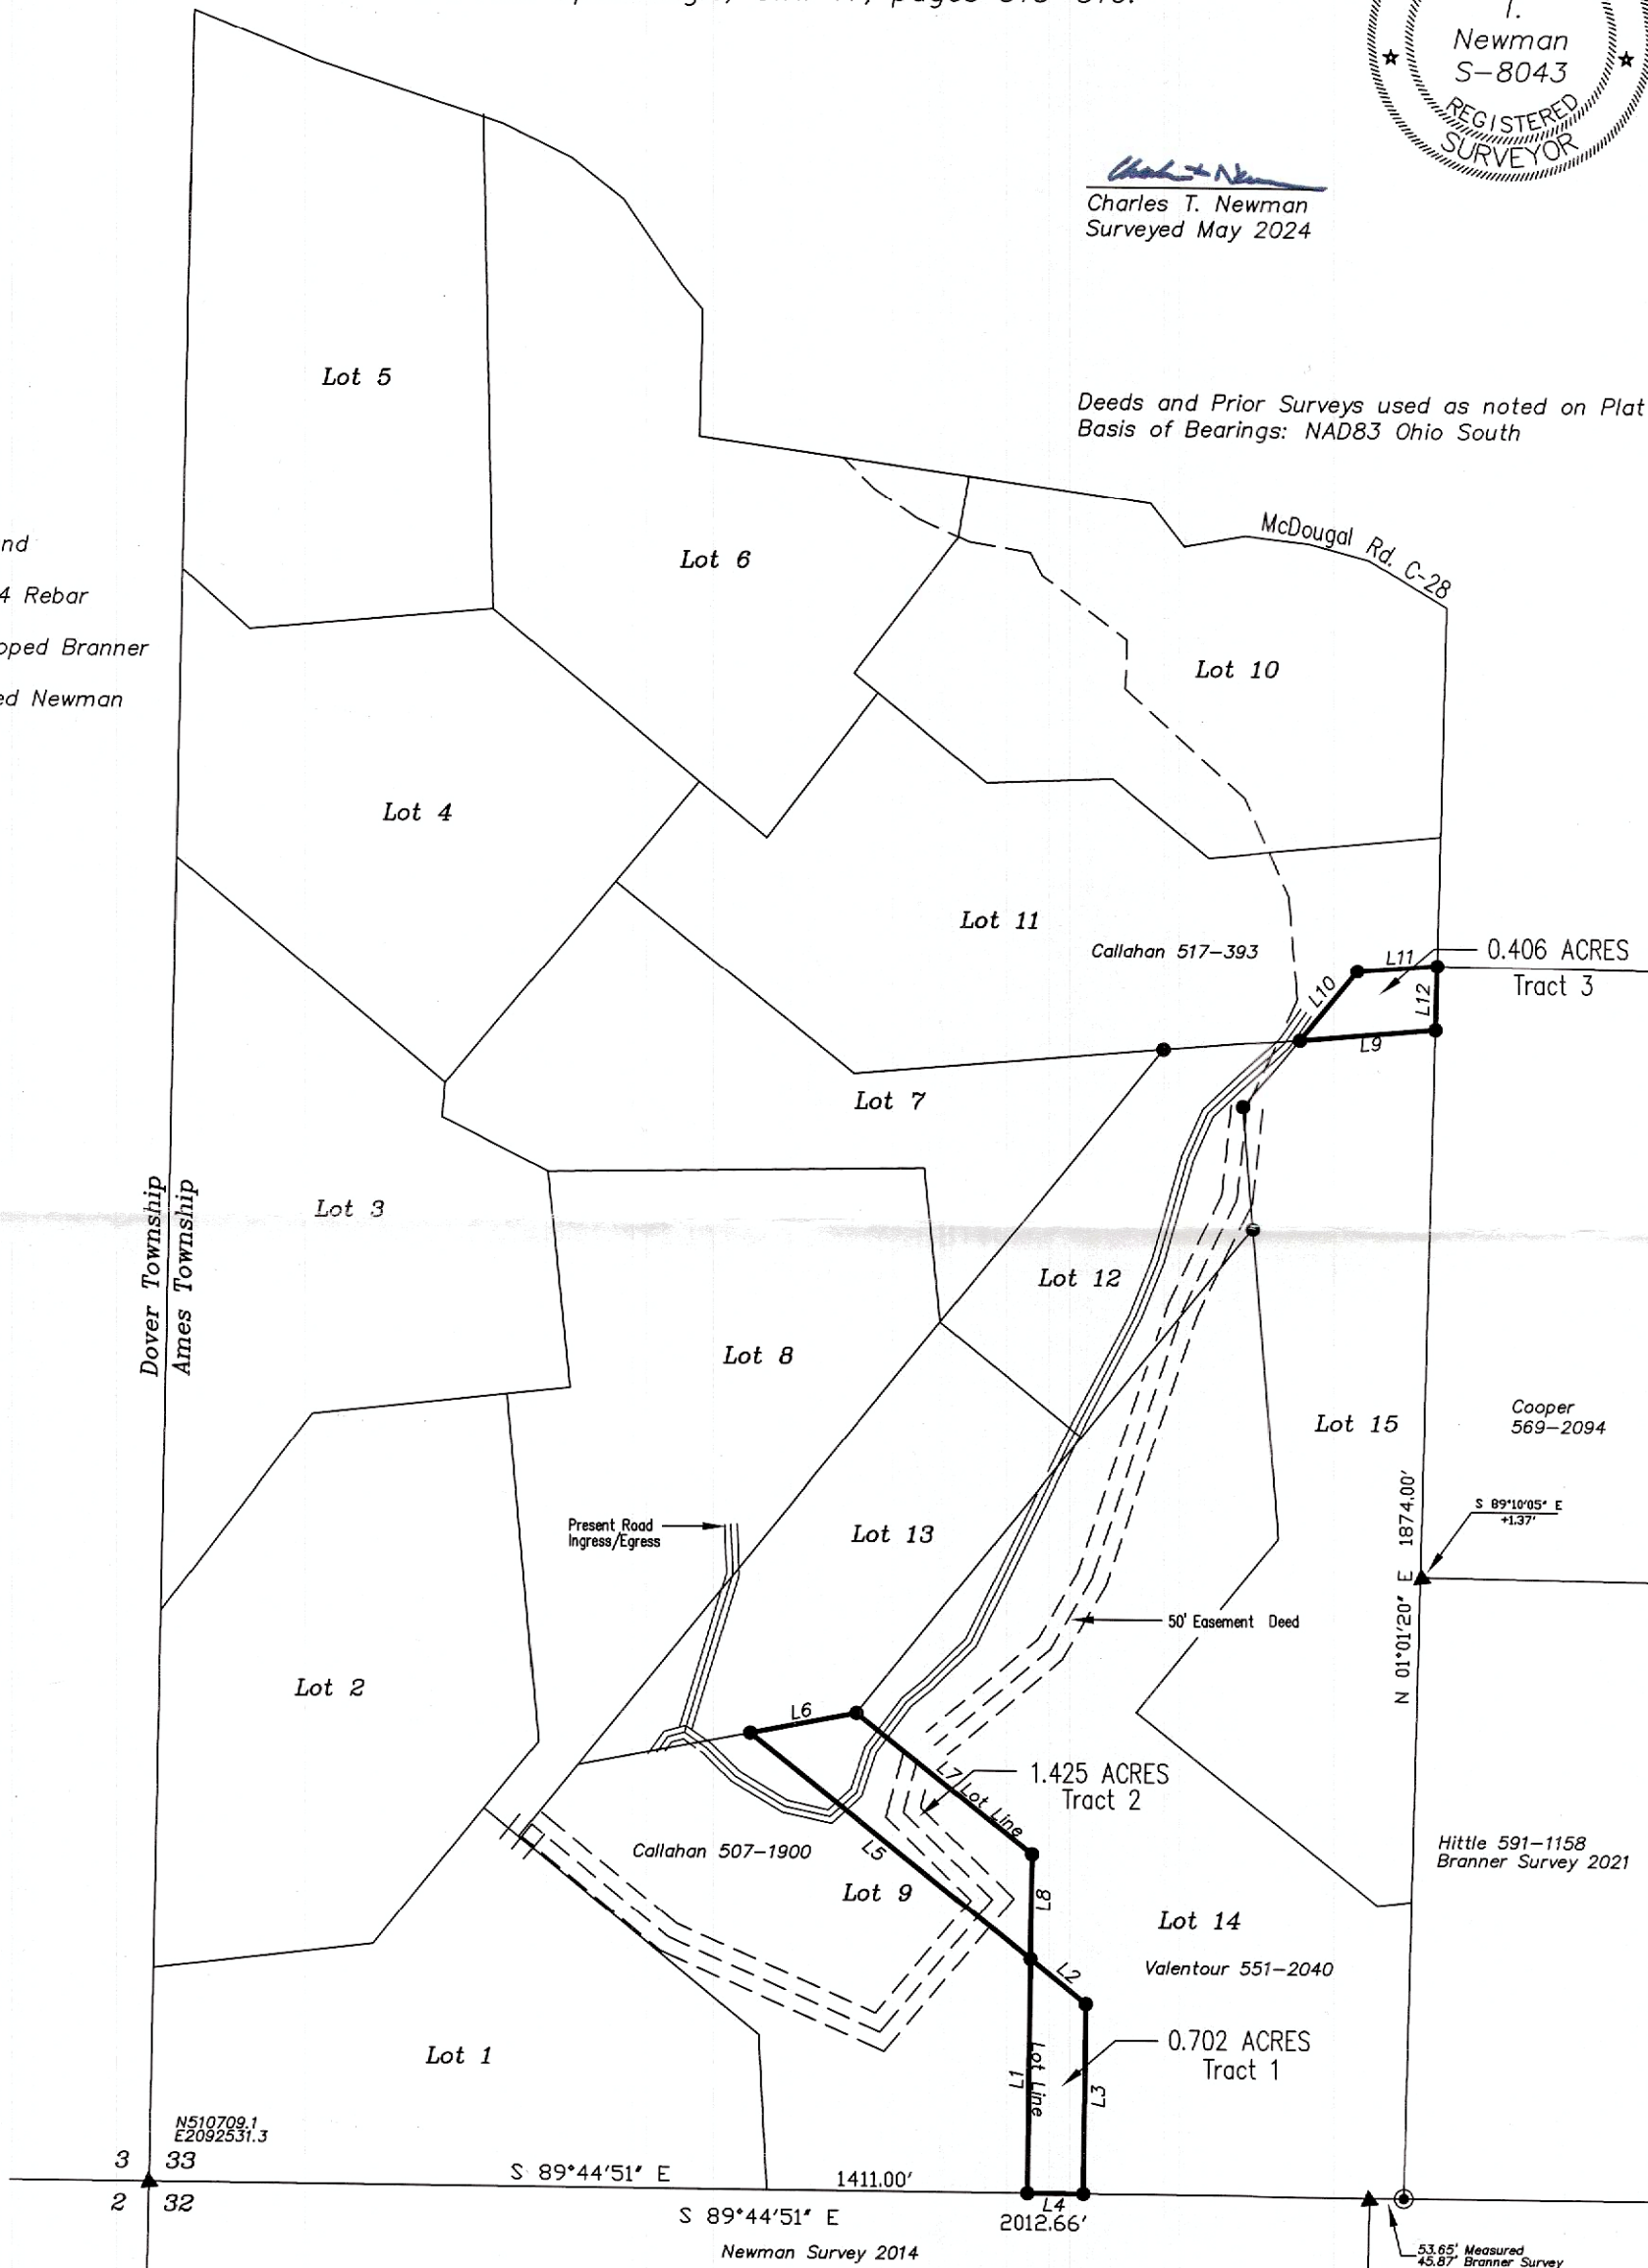 T.
Newman
S-8043
REGISTERED
SURVEYOR
Charles T. Newman
Surveyed May 2024
Deeds and Prior Surveys used as noted on Plat
Basis of Bearings: NAD83 Ohio South
nd
4 Rebar
pped Branner
ed Newman
Lot 5
Lot 6
McDougal Rd. C-28
Lot 10
Lot 4
Lot 11
Callahan 517-393
L11
0.406 ACRES
Tract 3
L10
L12
L9
Lot 7
Dover Township
Ames Township
Lot 3
Lot 12
Lot 8
Lot 15
Cooper
569-2094
S 89°10'05" E
+1.37'
N 01°01'20" E 1874.00'
Present Road
Ingress/Egress
Lot 13
50' Easement Deed
Lot 2
L6
L7 Lot Line
1.425 ACRES
Tract 2
L5
Callahan 507-1900
Lot 9
L8
Hittle 591-1158
Branner Survey 2021
Lot 14
Valentour 551-2040
L2
Lot 1
L1
Lot Line
L3
0.702 ACRES
Tract 1
N510709.1
E2092531.3
3 33
2 32
S 89°44'51" E
1411.00'
S 89°44'51" E
L4
2012.66'
Newman Survey 2014
53.65' Measured
45.87' Branner Survey